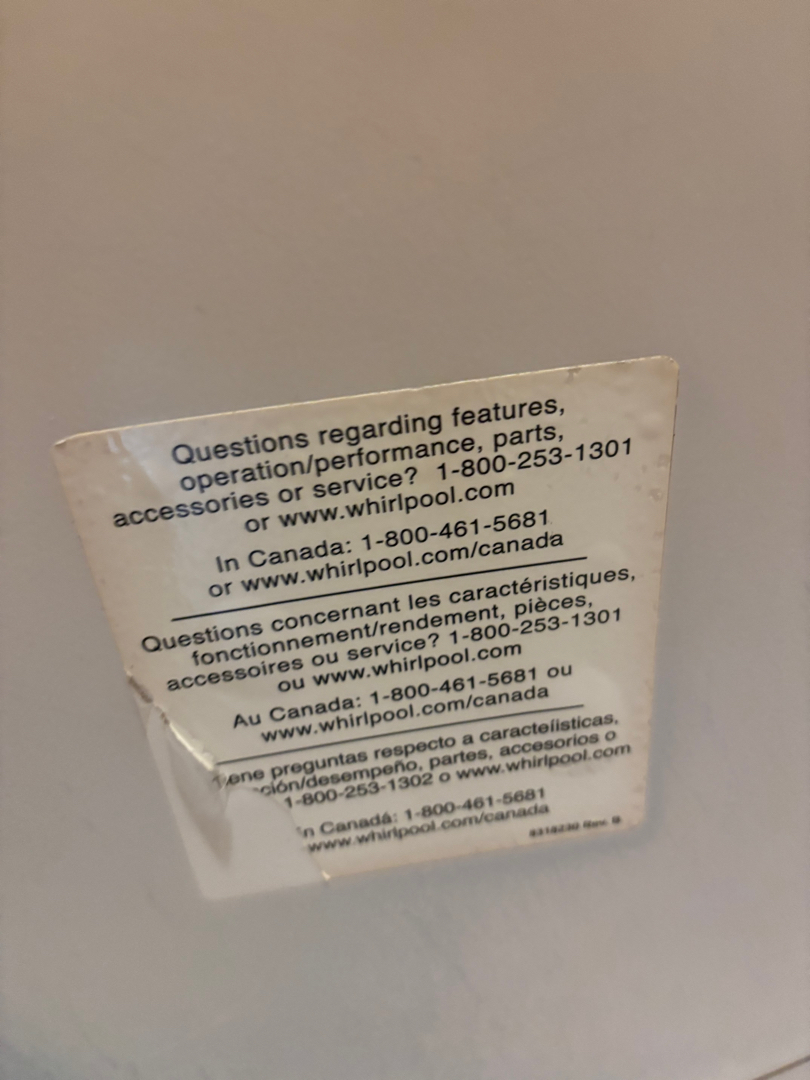 Questions regarding features,
operation/performance, parts,
accessories or service? 1-800-253-1301
or www.whirlpool.com
In Canada: 1-800-461-5681
or www.whirlpool.com/canada
Questions concernant les caractéristiques,
fonctionnement/rendement, pièces,
accessoires ou service? 1-800-253-1301
ou www.whirlpool.com
Au Canada: 1-800-461-5681 ou
www.whirlpool.com/canada
preguntas respecto a
partes, accesorios o
1-800-253-1302 o www.whirlpool.com
Canadá: 1-800-461-5681
www.whirlpool.com/canada